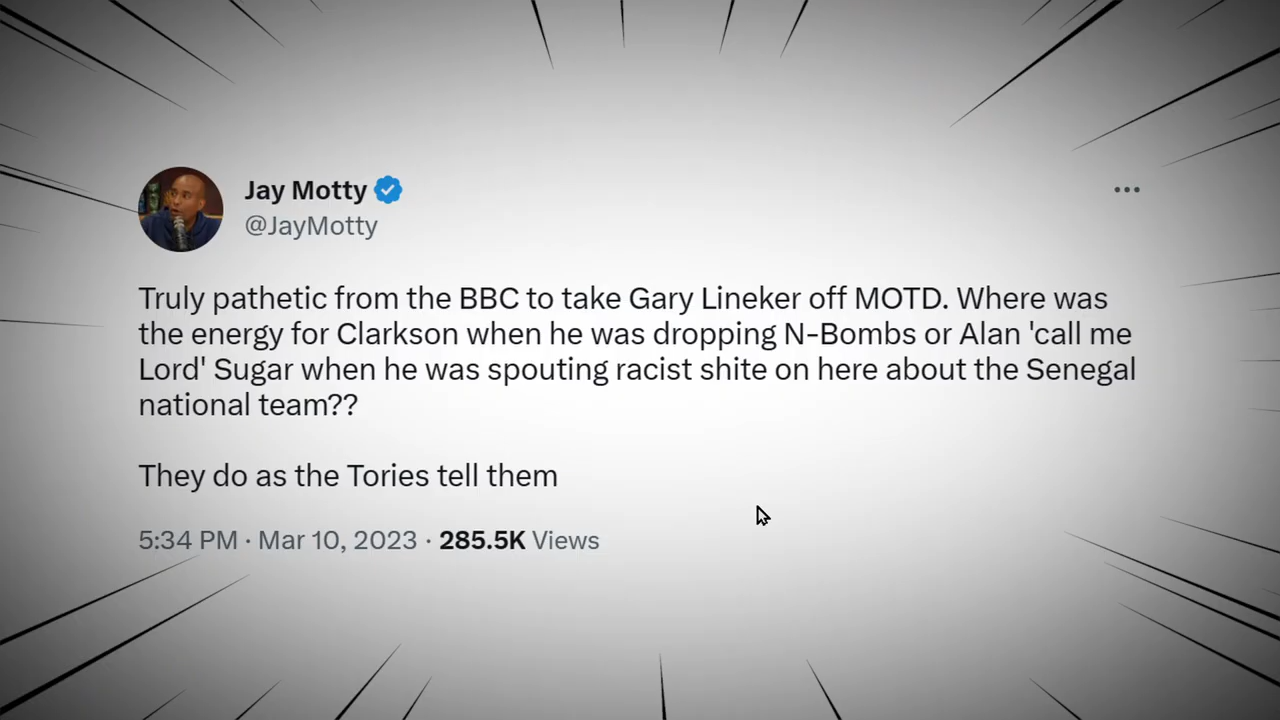 Jay Motty
@JayMotty
Truly pathetic from the BBC to take Gary Lineker off MOTD. Where was
the energy for Clarkson when he was dropping N-Bombs or Alan 'call me
Lord' Sugar when he was spouting racist shite on here about the Senegal
national team??
They do as the Tories tell them
5:34 PM · Mar 10, 2023 · 285.5K Views